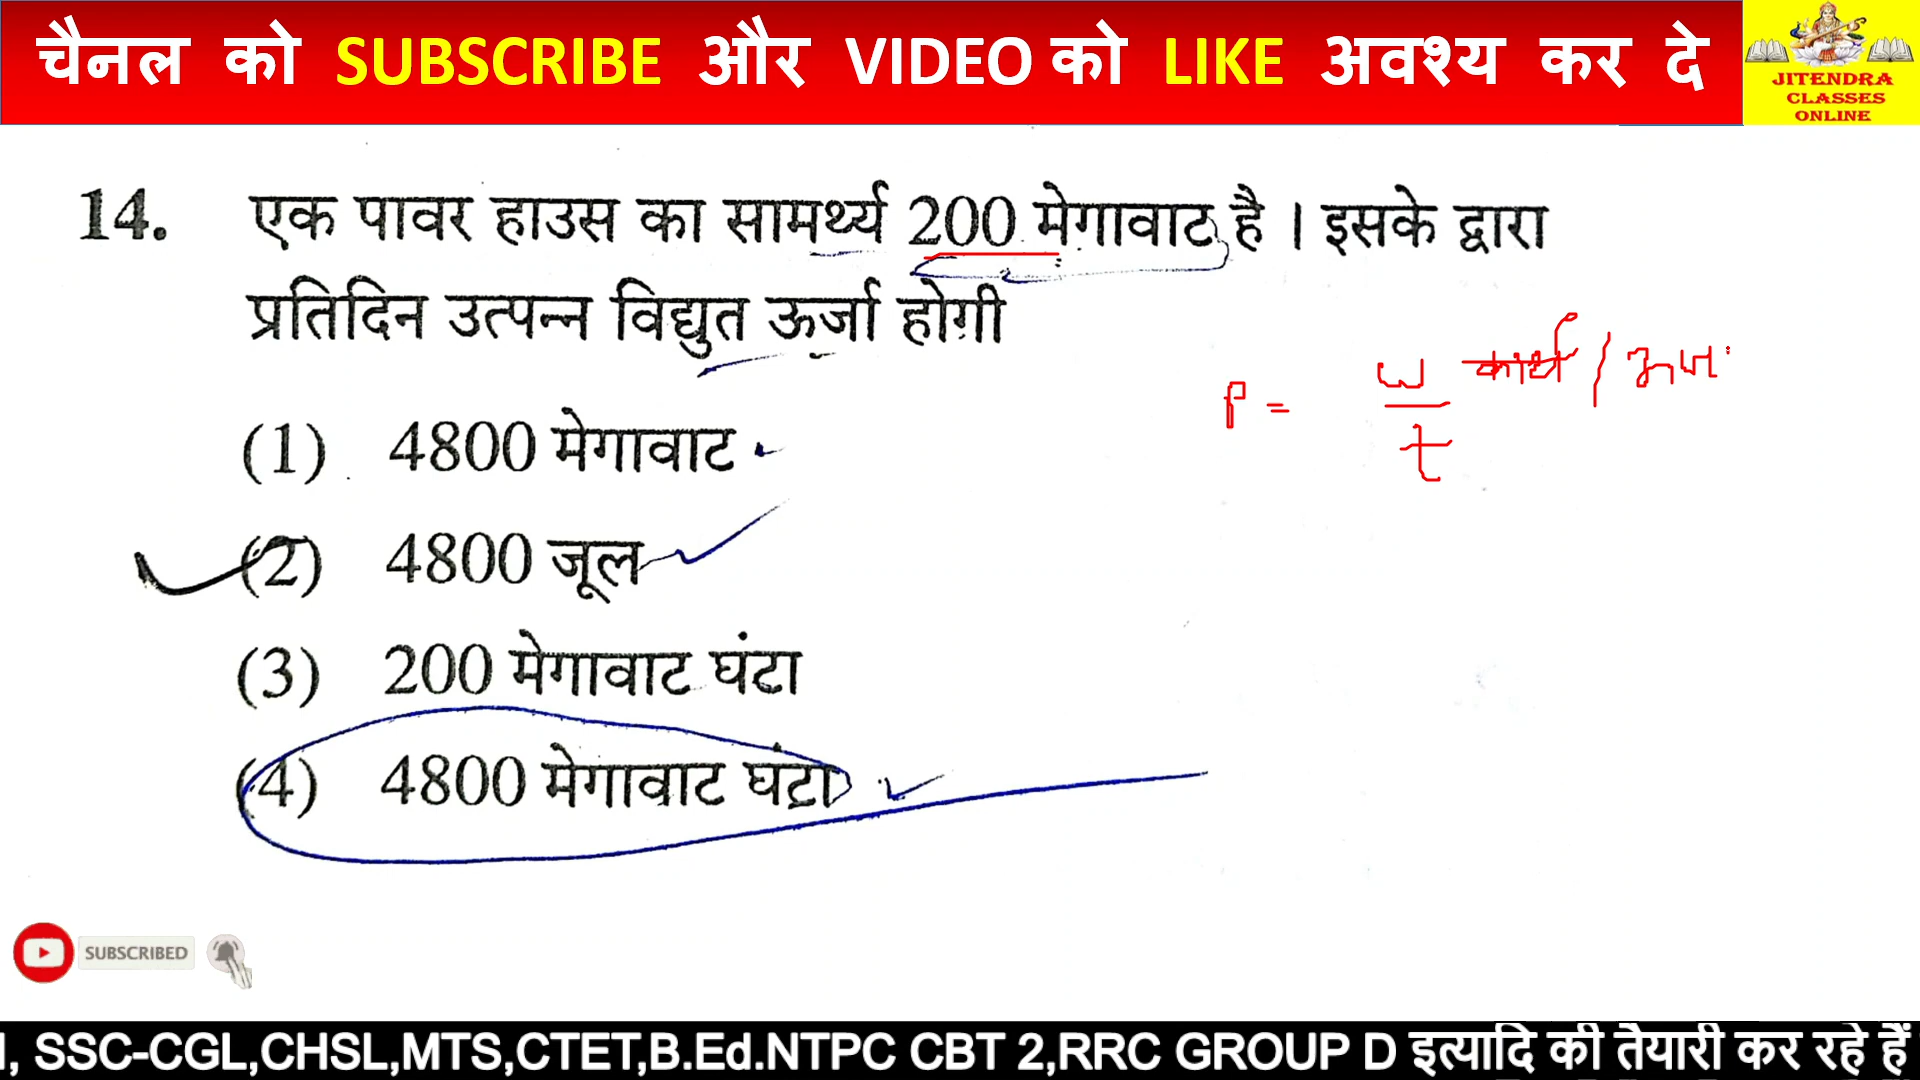 चैनल को SUBSCRIBE और VIDEO को LIKE अवश्य कर दे
JITENDRA
CLASSES
ONLINE
14. एक पावर हाउस का सामर्थ्य 200 मेगावाट है । इसके द्वारा
प्रतिदिन उत्पन्न विद्युत ऊर्जा होगी
P = W/t कार्य /
(1) 4800 मेगावाट
(2) 4800 जूल
(3) 200 मेगावाट घंटा
(4) 4800 मेगावाट घंटा
SUBSCRIBED
, SSC-CGL,CHSL,MTS,CTET,B.Ed.NTPC CBT 2,RRC GROUP D इत्यादि की तैयारी कर रहे हैं